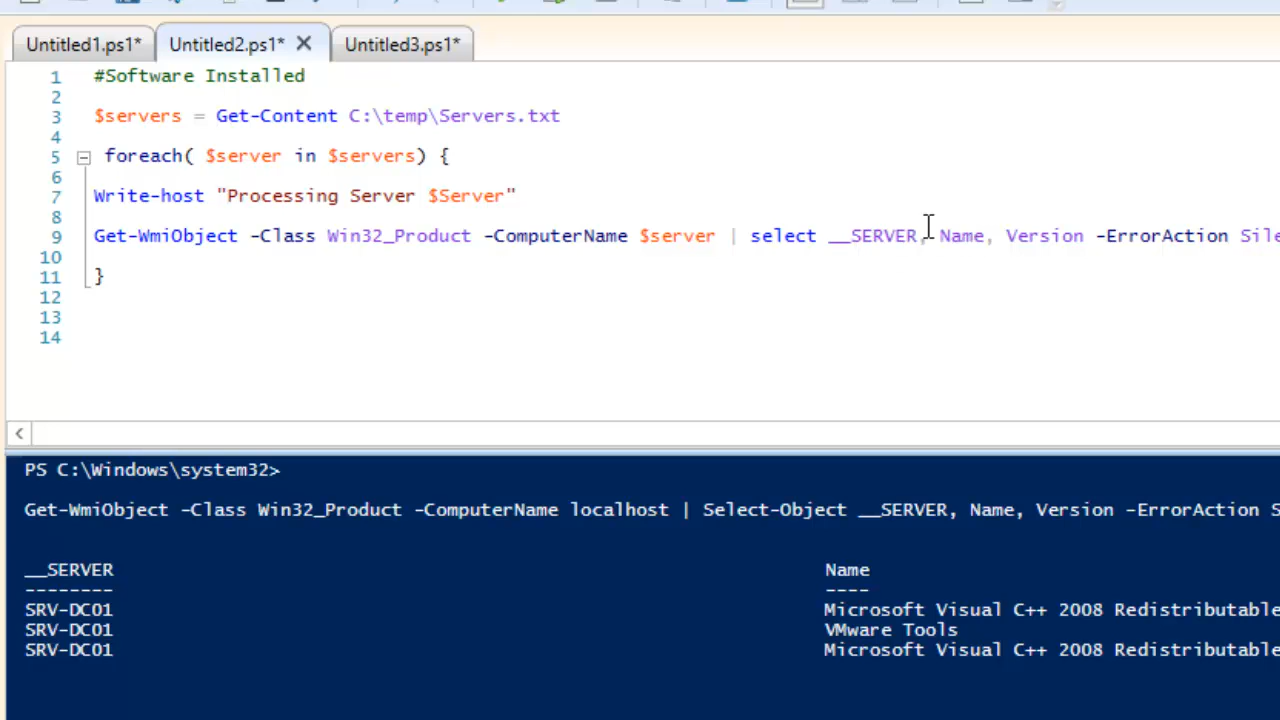 Untitled1.ps1* Untitled2.ps1* X Untitled3.ps1*
1 #Software Installed
2
3 $servers = Get-Content C:\temp\Servers.txt
4
5 foreach( $server in $servers) {
6
7 Write-host "Processing Server $Server"
8
9 Get-WmiObject -Class Win32_Product -ComputerName $server | select __SERVER, Name, Version -ErrorAction Sile
10
11 }
12
13
14
PS C:\Windows\system32>
Get-WmiObject -Class Win32_Product -ComputerName localhost | Select-Object __SERVER, Name, Version -ErrorAction S
__SERVER Name
-------- ----
SRV-DC01 Microsoft Visual C++ 2008 Redistributable
SRV-DC01 VMware Tools
SRV-DC01 Microsoft Visual C++ 2008 Redistributable